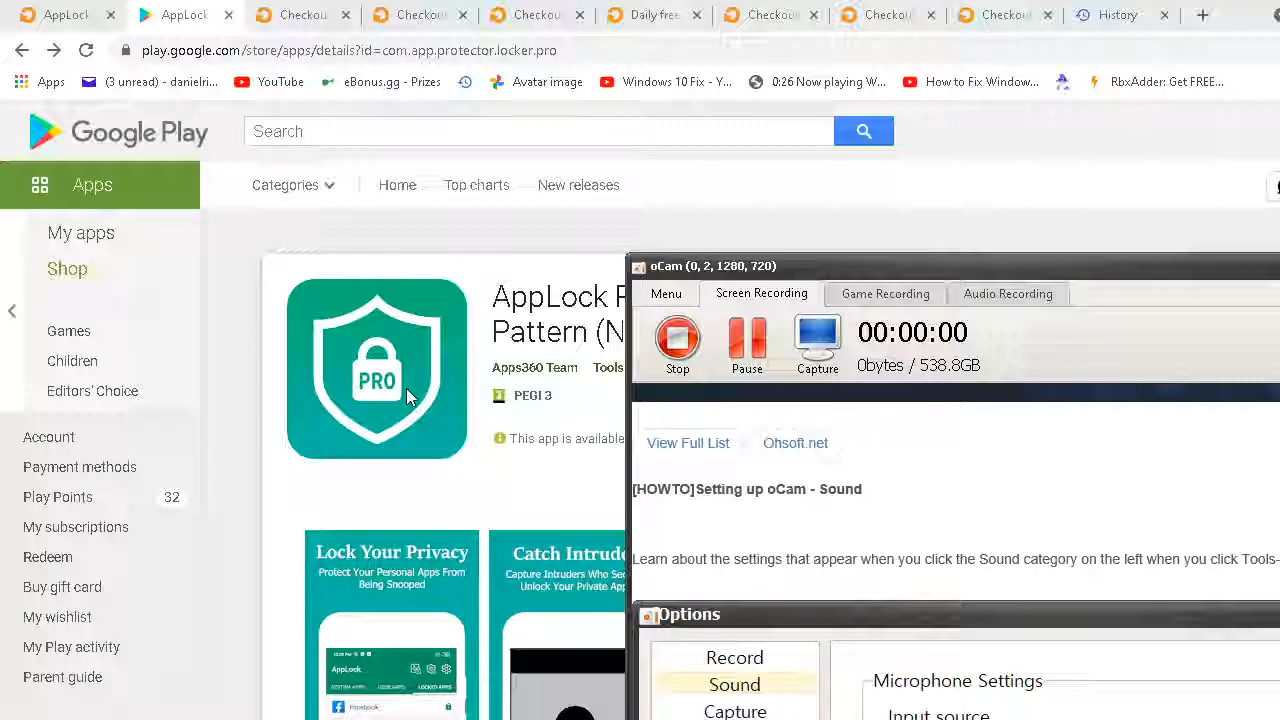 AppLock
AppLock
Checkou
Checkou
Checkou
Daily free
Checkou
Checkou
Checkou
History
play.google.com/store/apps/details?id=com.app.protector.locker.pro
Apps
(3 unread) - danielri...
YouTube
eBonus.gg - Prizes
Avatar image
Windows 10 Fix - Y...
0:26 Now playing W...
How to Fix Window...
RbxAdder: Get FREE...
Google Play
Search
Apps
Categories
Home
Top charts
New releases
My apps
Shop
Games
Children
Editors' Choice
Account
Payment methods
Play Points
32
My subscriptions
Redeem
Buy gift card
My wishlist
My Play activity
Parent guide
PRO
AppLock P
Pattern (N
Apps360 Team
Tools
3
PEGI 3
This app is available
Lock Your Privacy
Protect Your Personal Apps From
Being Snooped
AppLock
LOCKED APPS
Facebook
Catch Intrud
Capture Intruders Who Sec
Unlock Your Private App
oCam (0, 2, 1280, 720)
Menu
Screen Recording
Game Recording
Audio Recording
Stop
Pause
Capture
00:00:00
0bytes / 538.8GB
View Full List
Ohsoft.net
[HOWTO]Setting up oCam - Sound
Learn about the settings that appear when you click the Sound category on the left when you click Tools-
Options
Record
Sound
Capture
Microphone Settings
Input source